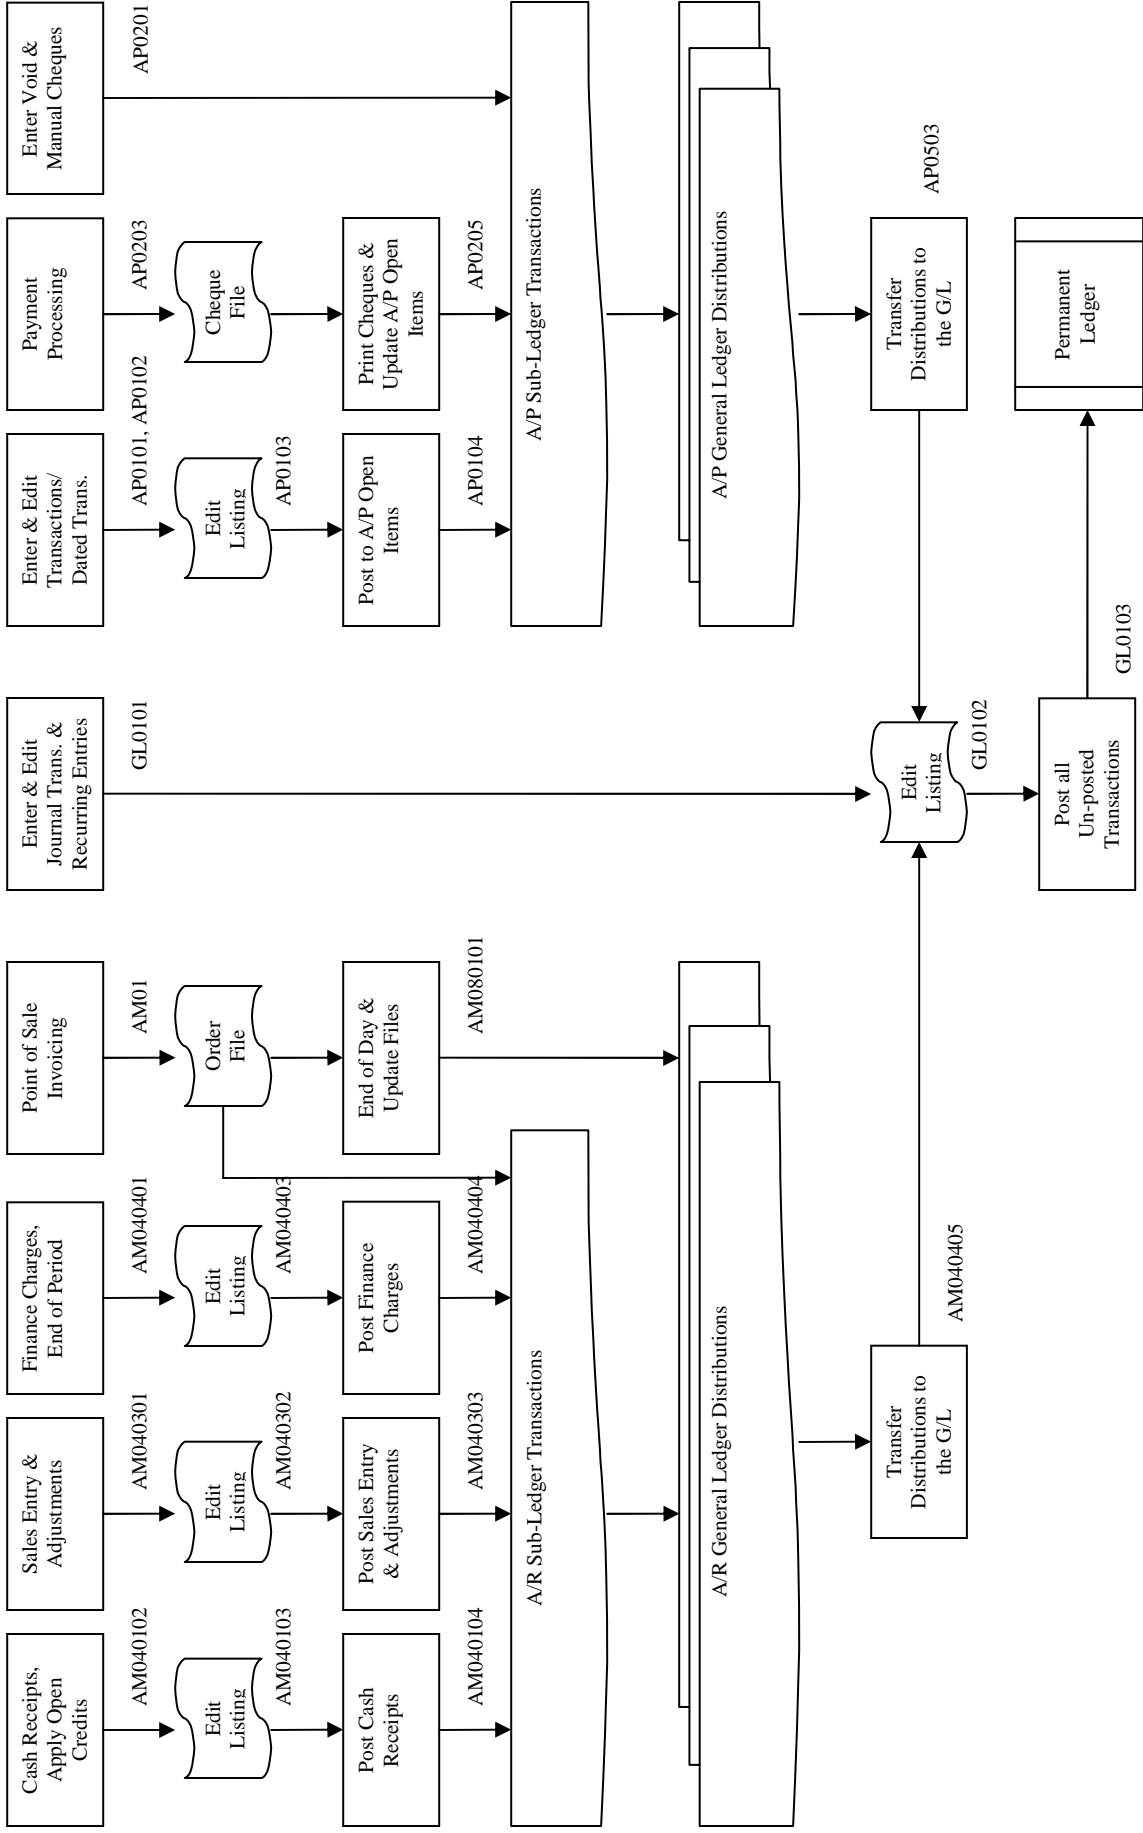 Cash Receipts,
Apply Open
Credits
Sales Entry &
Adjustments
Finance Charges,
End of Period
Point of Sale
Invoicing
Enter & Edit
Journal Trans. &
Recurring Entries
Enter & Edit
Transactions/
Dated Trans.
Payment
Processing
Enter Void &
Manual Cheques
AM040102
AM040301
AM040401
AM01
GL0101
AP0101, AP0102
AP0203
AP0201
Edit
Listing
Edit
Listing
Edit
Listing
Order
File
Edit
Listing
Cheque
File
AM040103
AM040302
AM040403
AP0103
Post Cash
Receipts
Post Sales Entry
& Adjustments
Post Finance
Charges
End of Day &
Update Files
Post to A/P Open
Items
Print Cheques &
Update A/P Open
Items
AM040104
AM040303
AM040404
AM080101
AP0104
AP0205
A/R Sub-Ledger Transactions
A/P Sub-Ledger Transactions
A/R General Ledger Distributions
A/P General Ledger Distributions
Transfer
Distributions to
the G/L
Edit
Listing
Transfer
Distributions to
the G/L
AM040405
GL0102
AP0503
Post all
Un-posted
Transactions
Permanent
Ledger
GL0103